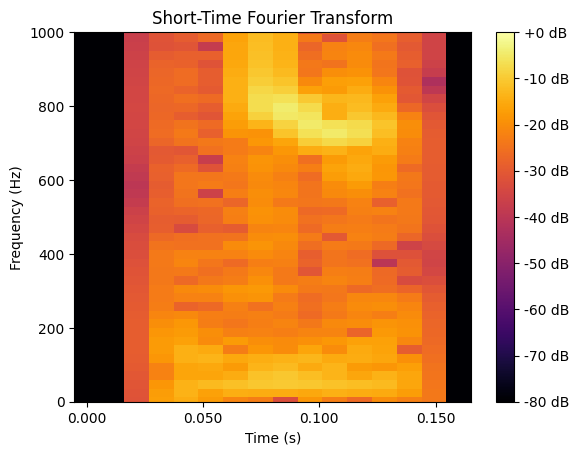 Short-Time Fourier Transform
1000
800
600
400
200
0
Frequency (Hz)
0.000
0.050
0.100
0.150
Time (s)
+0 dB
-10 dB
-20 dB
-30 dB
-40 dB
-50 dB
-60 dB
-70 dB
-80 dB